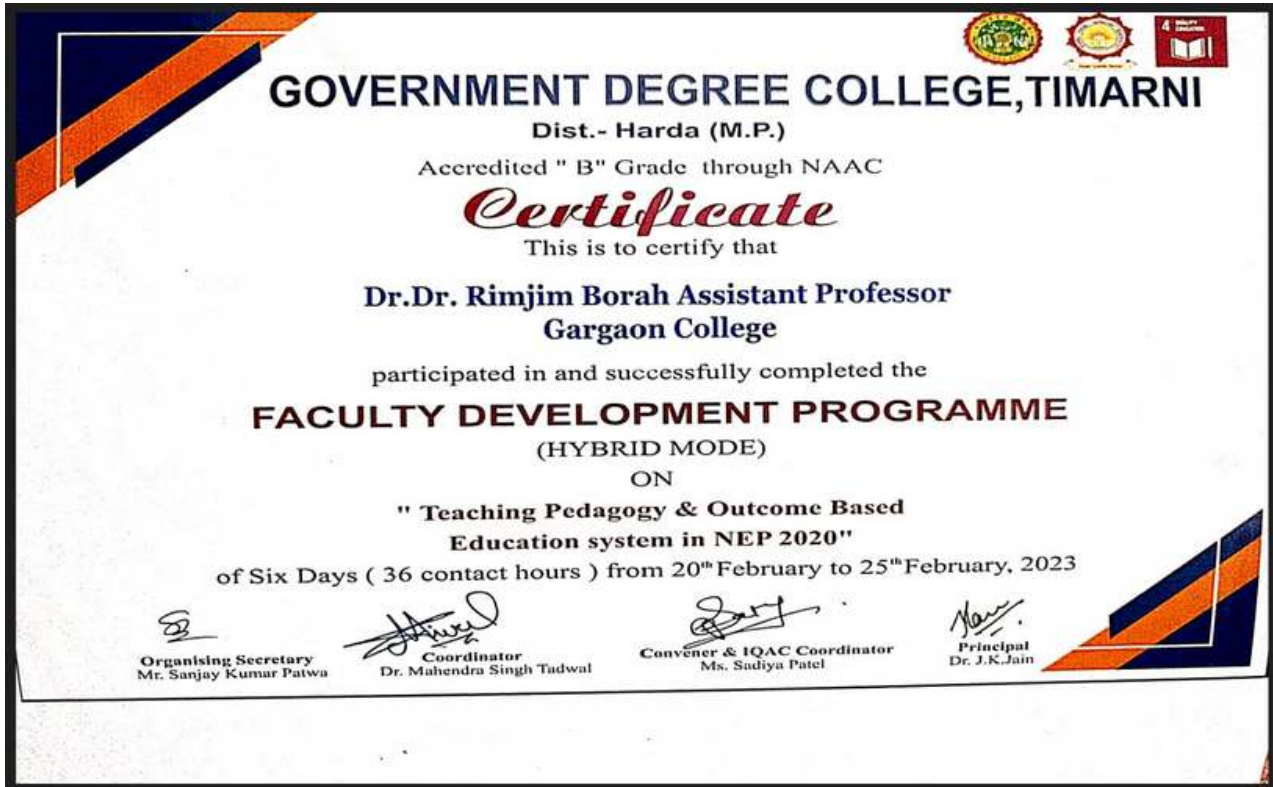 4 QUALITY
EDUCATION
GOVERNMENT DEGREE COLLEGE,TIMARNI
Dist.- Harda (M.P.)
Accredited " B" Grade through NAAC
Certificate
This is to certify that
Dr.Dr. Rimjim Borah Assistant Professor
Gargaon College
participated in and successfully completed the
FACULTY DEVELOPMENT PROGRAMME
(HYBRID MODE)
ON
" Teaching Pedagogy & Outcome Based
Education system in NEP 2020"
of Six Days ( 36 contact hours ) from 20th February to 25th February, 2023
Organising Secretary
Mr. Sanjay Kumar Patwa
Coordinator
Dr. Mahendra Singh Tadwal
Convener & IQAC Coordinator
Ms. Sadiya Patel
Principal
Dr. J.K.Jain